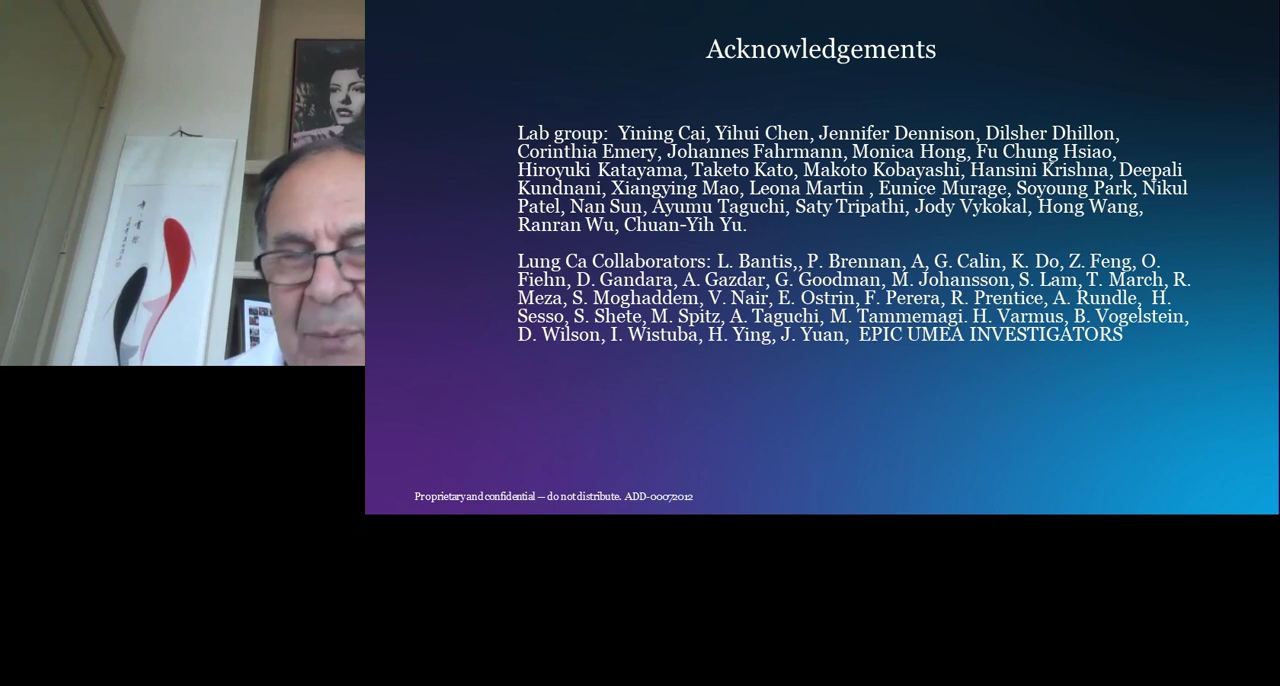 Acknowledgements
Lab group:  Yining Cai, Yihui Chen, Jennifer Dennison, Dilsher Dhillon,
Corinthia Emery, Johannes Fahrmann, Monica Hong, Fu Chung Hsiao,
Hiroyuki Katayama, Taketo Kato, Makoto Kobayashi, Hansini Krishna, Deepali
Kundnani, Xiangying Mao, Leona Martin , Eunice Murage, Soyoung Park, Nikul
Patel, Nan Sun, Ayumu Taguchi, Saty Tripathi, Jody Vykokal, Hong Wang,
Ranran Wu, Chuan-Yih Yu.
Lung Ca Collaborators: L. Bantis,, P. Brennan, A, G. Calin, K. Do, Z. Feng, O.
Fiehn, D. Gandara, A. Gazdar, G. Goodman, M. Johansson, S. Lam, T. March, R.
Meza, S. Moghaddem, V. Nair, E. Ostrin, F. Perera, R. Prentice, A. Rundle,  H.
Sesso, S. Shete, M. Spitz, A. Taguchi, M. Tammemagi. H. Varmus, B. Vogelstein,
D. Wilson, I. Wistuba, H. Ying, J. Yuan,  EPIC UMEA INVESTIGATORS
Proprietary and confidential — do not distribute. ADD-00072012